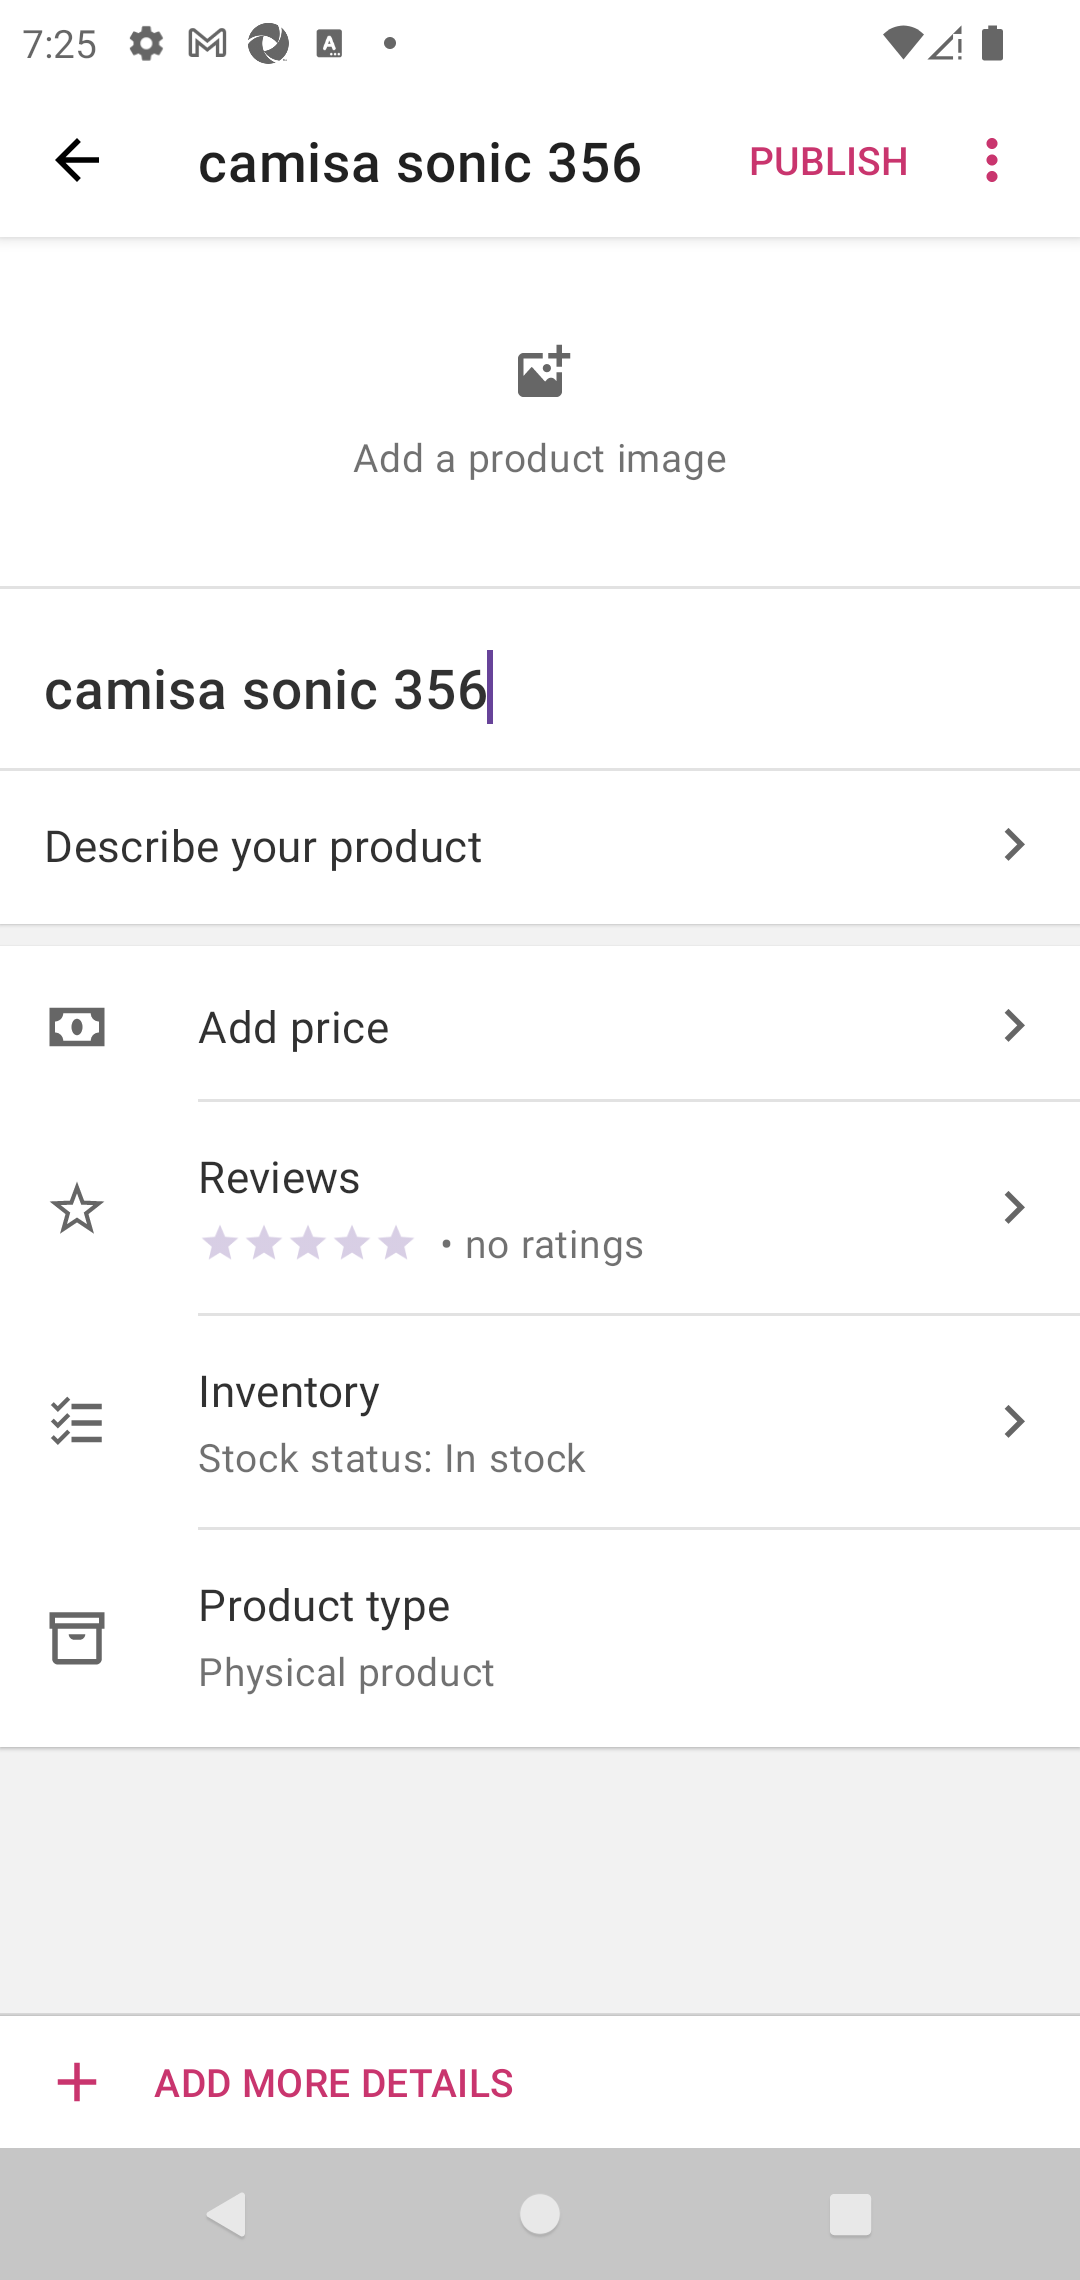 7:25
camisa sonic 356
PUBLISH
Add a product image
camisa sonic 356
Describe your product
Add price
Reviews
• no ratings
Inventory
Stock status: In stock
Product type
Physical product
ADD MORE DETAILS